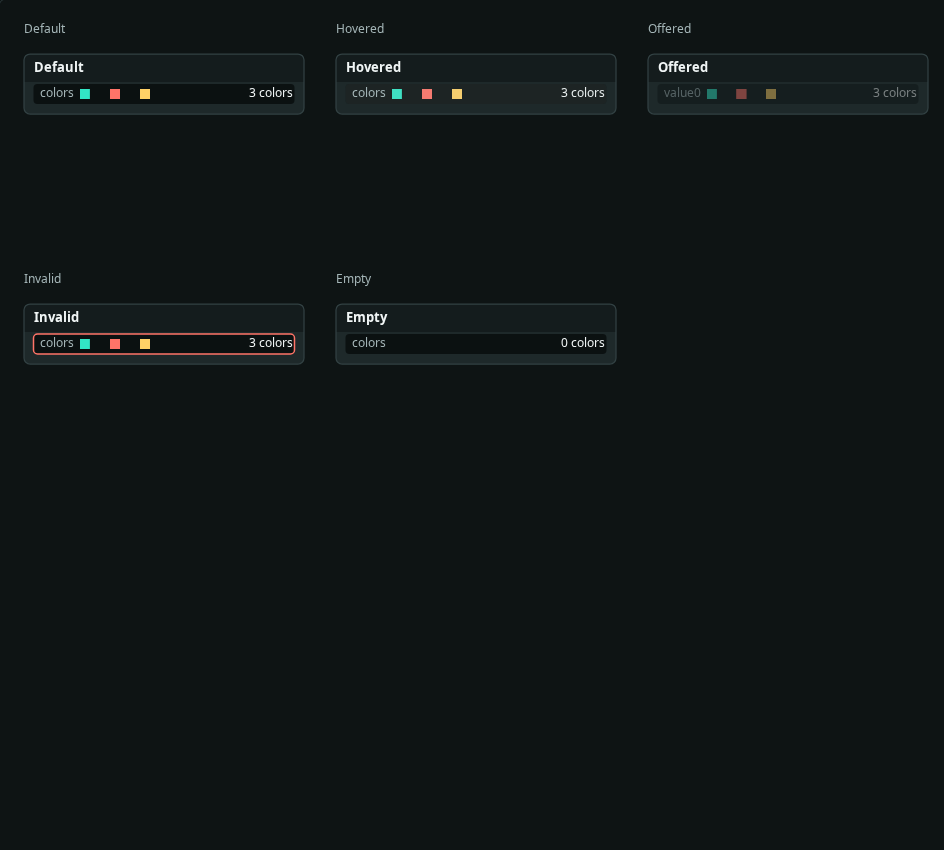 Default
Hovered
Offered
Default
Hovered
Offered
colors 3 colors
colors 3 colors
value0 3 colors
Invalid
Empty
Invalid
Empty
colors 3 colors
colors 0 colors